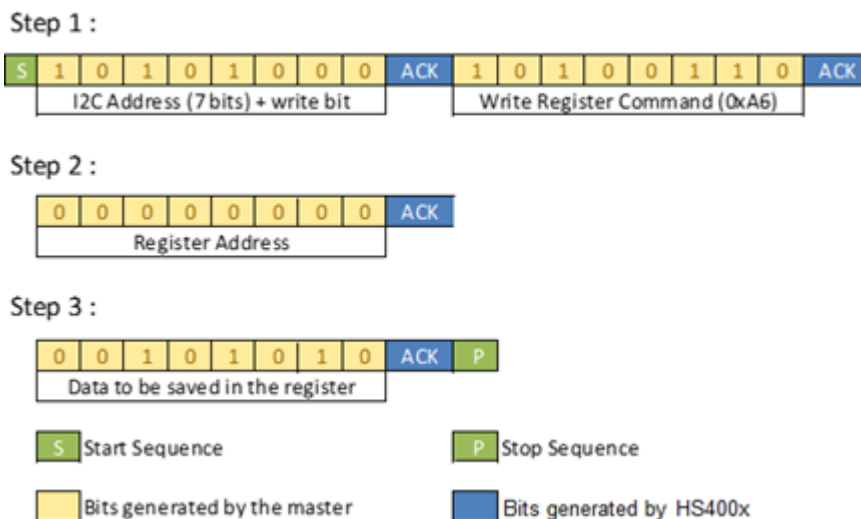 Step 1 :
S 1 0 1 0 1 0 0 0 ACK 1 0 1 0 0 1 1 0 ACK
I2C Address (7 bits) + write bit Write Register Command (0xA6)
Step 2 :
0 0 0 0 0 0 0 0 ACK
Register Address
Step 3 :
0 0 1 0 1 0 1 0 ACK P
Data to be saved in the register
S Start Sequence P Stop Sequence
Bits generated by the master Bits generated by HS400x